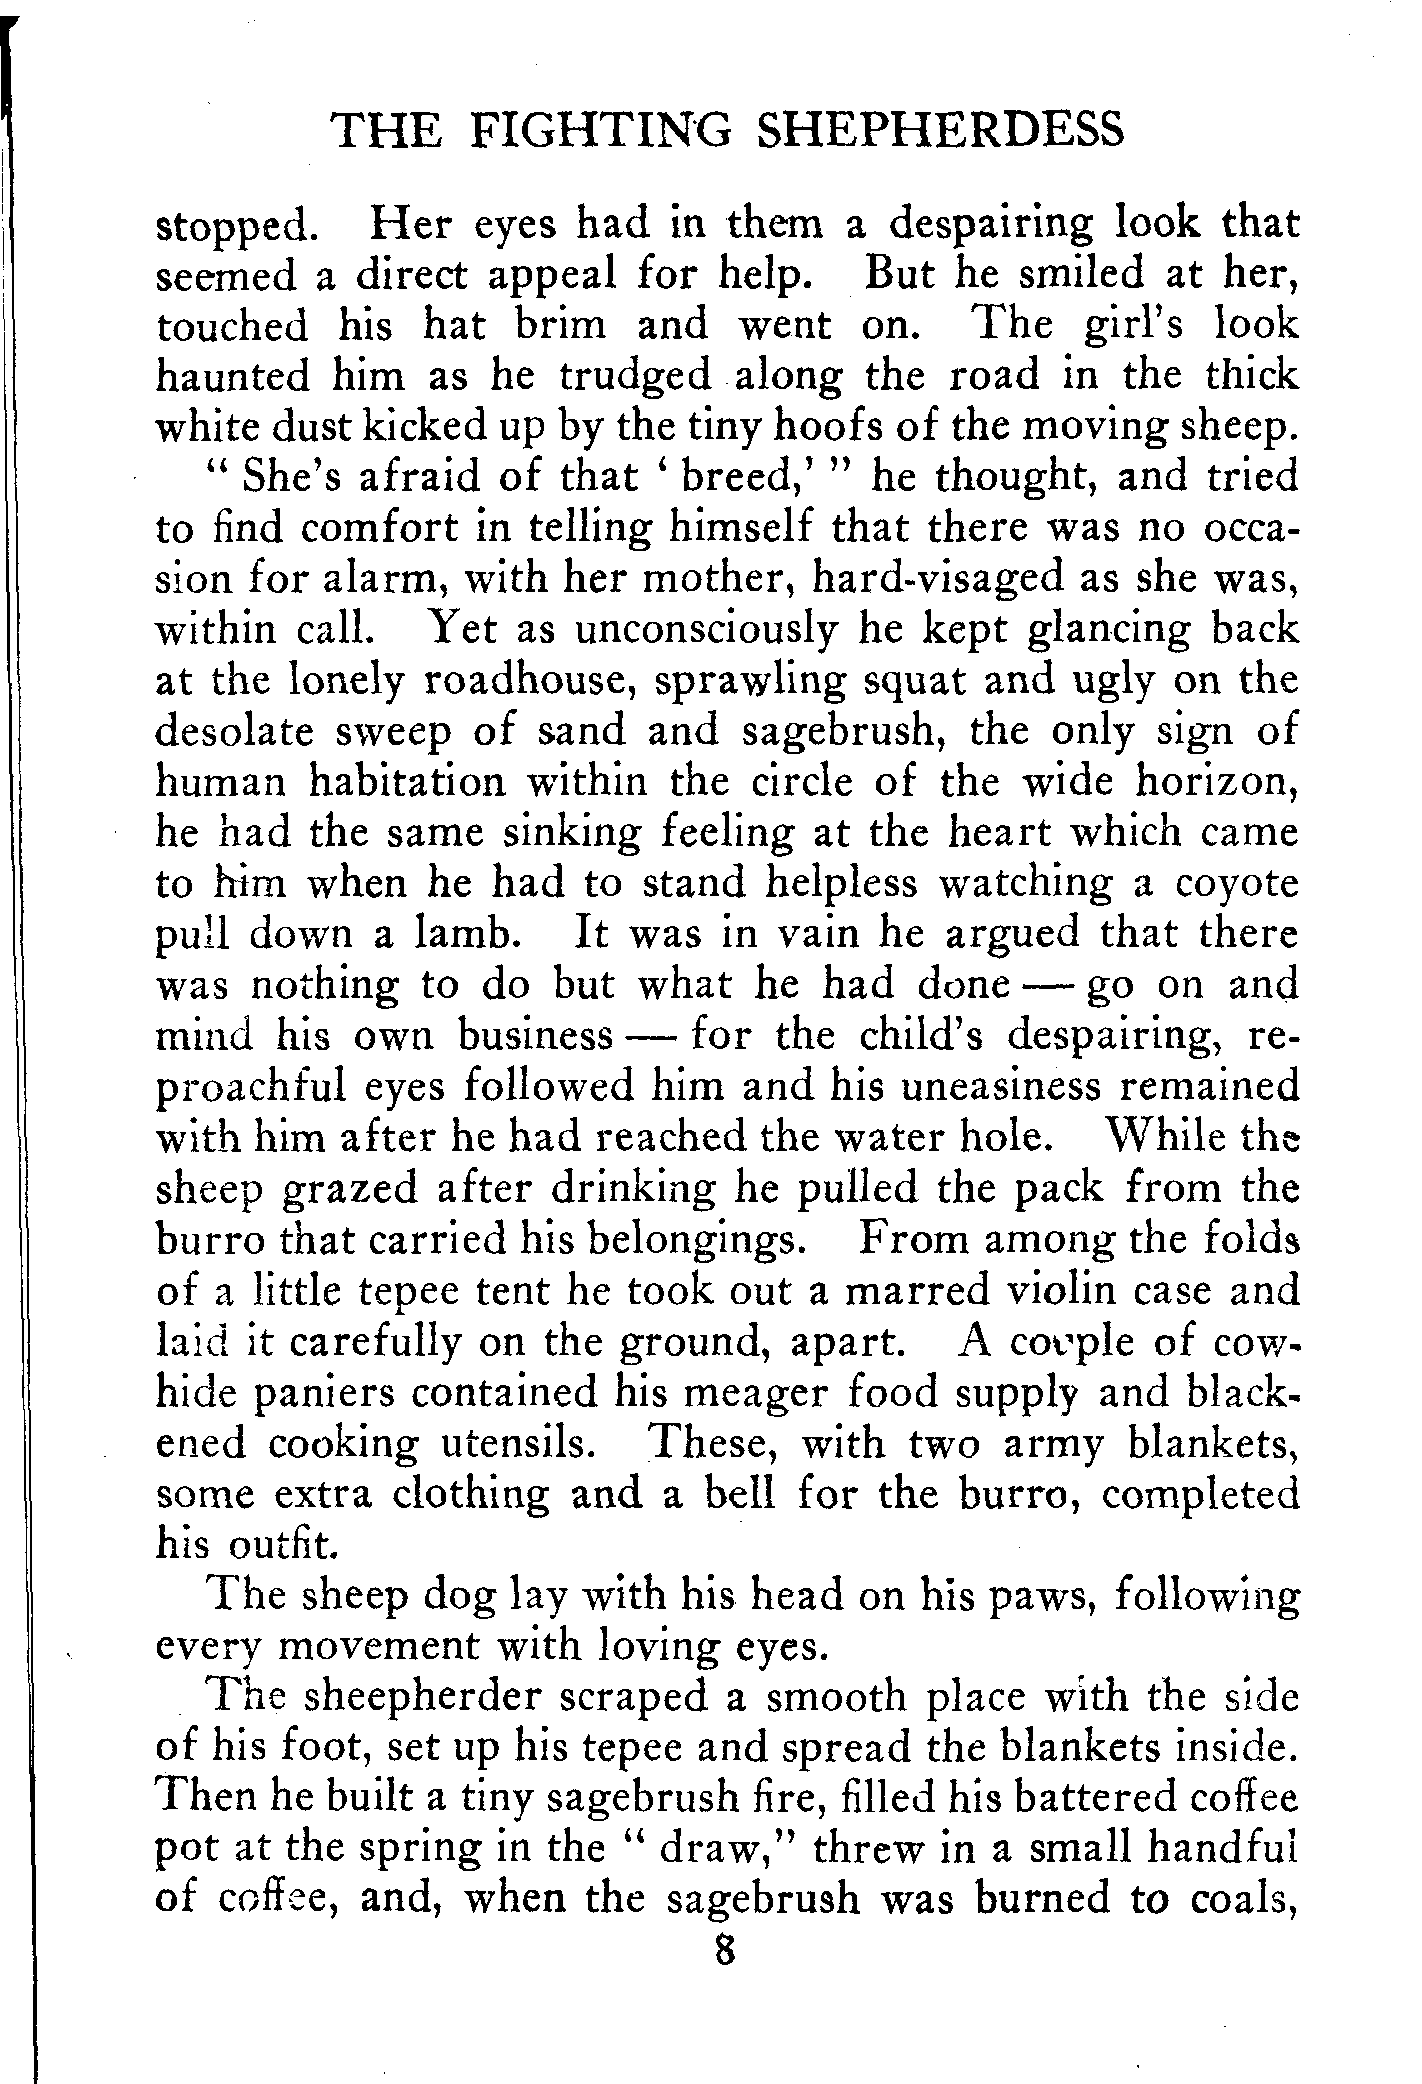 THE FIGHTING SHEPHERDESS
stopped. Her eyes had in them a despairing look that
seemed a direct appeal for help. But he smiled at her,
touched his hat brim and went on. The girl's look
haunted him as he trudged along the road in the thick
white dust kicked up by the tiny hoofs of the moving sheep.
“ She's afraid of that ‘ breed,’ ” he thought, and tried
to find comfort in telling himself that there was no occa-
sion for alarm, with her mother, hard-visaged as she was,
within call. Yet as unconsciously he kept glancing back
at the lonely roadhouse, sprawling squat and ugly on the
desolate sweep of sand and sagebrush, the only sign of
human habitation within the circle of the wide horizon,
he had the same sinking feeling at the heart which came
to him when he had to stand helpless watching a coyote
pull down a lamb. It was in vain he argued that there
was nothing to do but what he had done — go on and
mind his own business — for the child's despairing, re-
proachful eyes followed him and his uneasiness remained
with him after he had reached the water hole. While the
sheep grazed after drinking he pulled the pack from the
burro that carried his belongings. From among the folds
of a little tepee tent he took out a marred violin case and
laid it carefully on the ground, apart. A couple of cow-
hide paniers contained his meager food supply and black-
ened cooking utensils. These, with two army blankets,
some extra clothing and a bell for the burro, completed
his outfit.
The sheep dog lay with his head on his paws, following
every movement with loving eyes.
The sheepherder scraped a smooth place with the side
of his foot, set up his tepee and spread the blankets inside.
Then he built a tiny sagebrush fire, filled his battered coffee
pot at the spring in the “ draw,” threw in a small handful
of coffee, and, when the sagebrush was burned to coals,
8